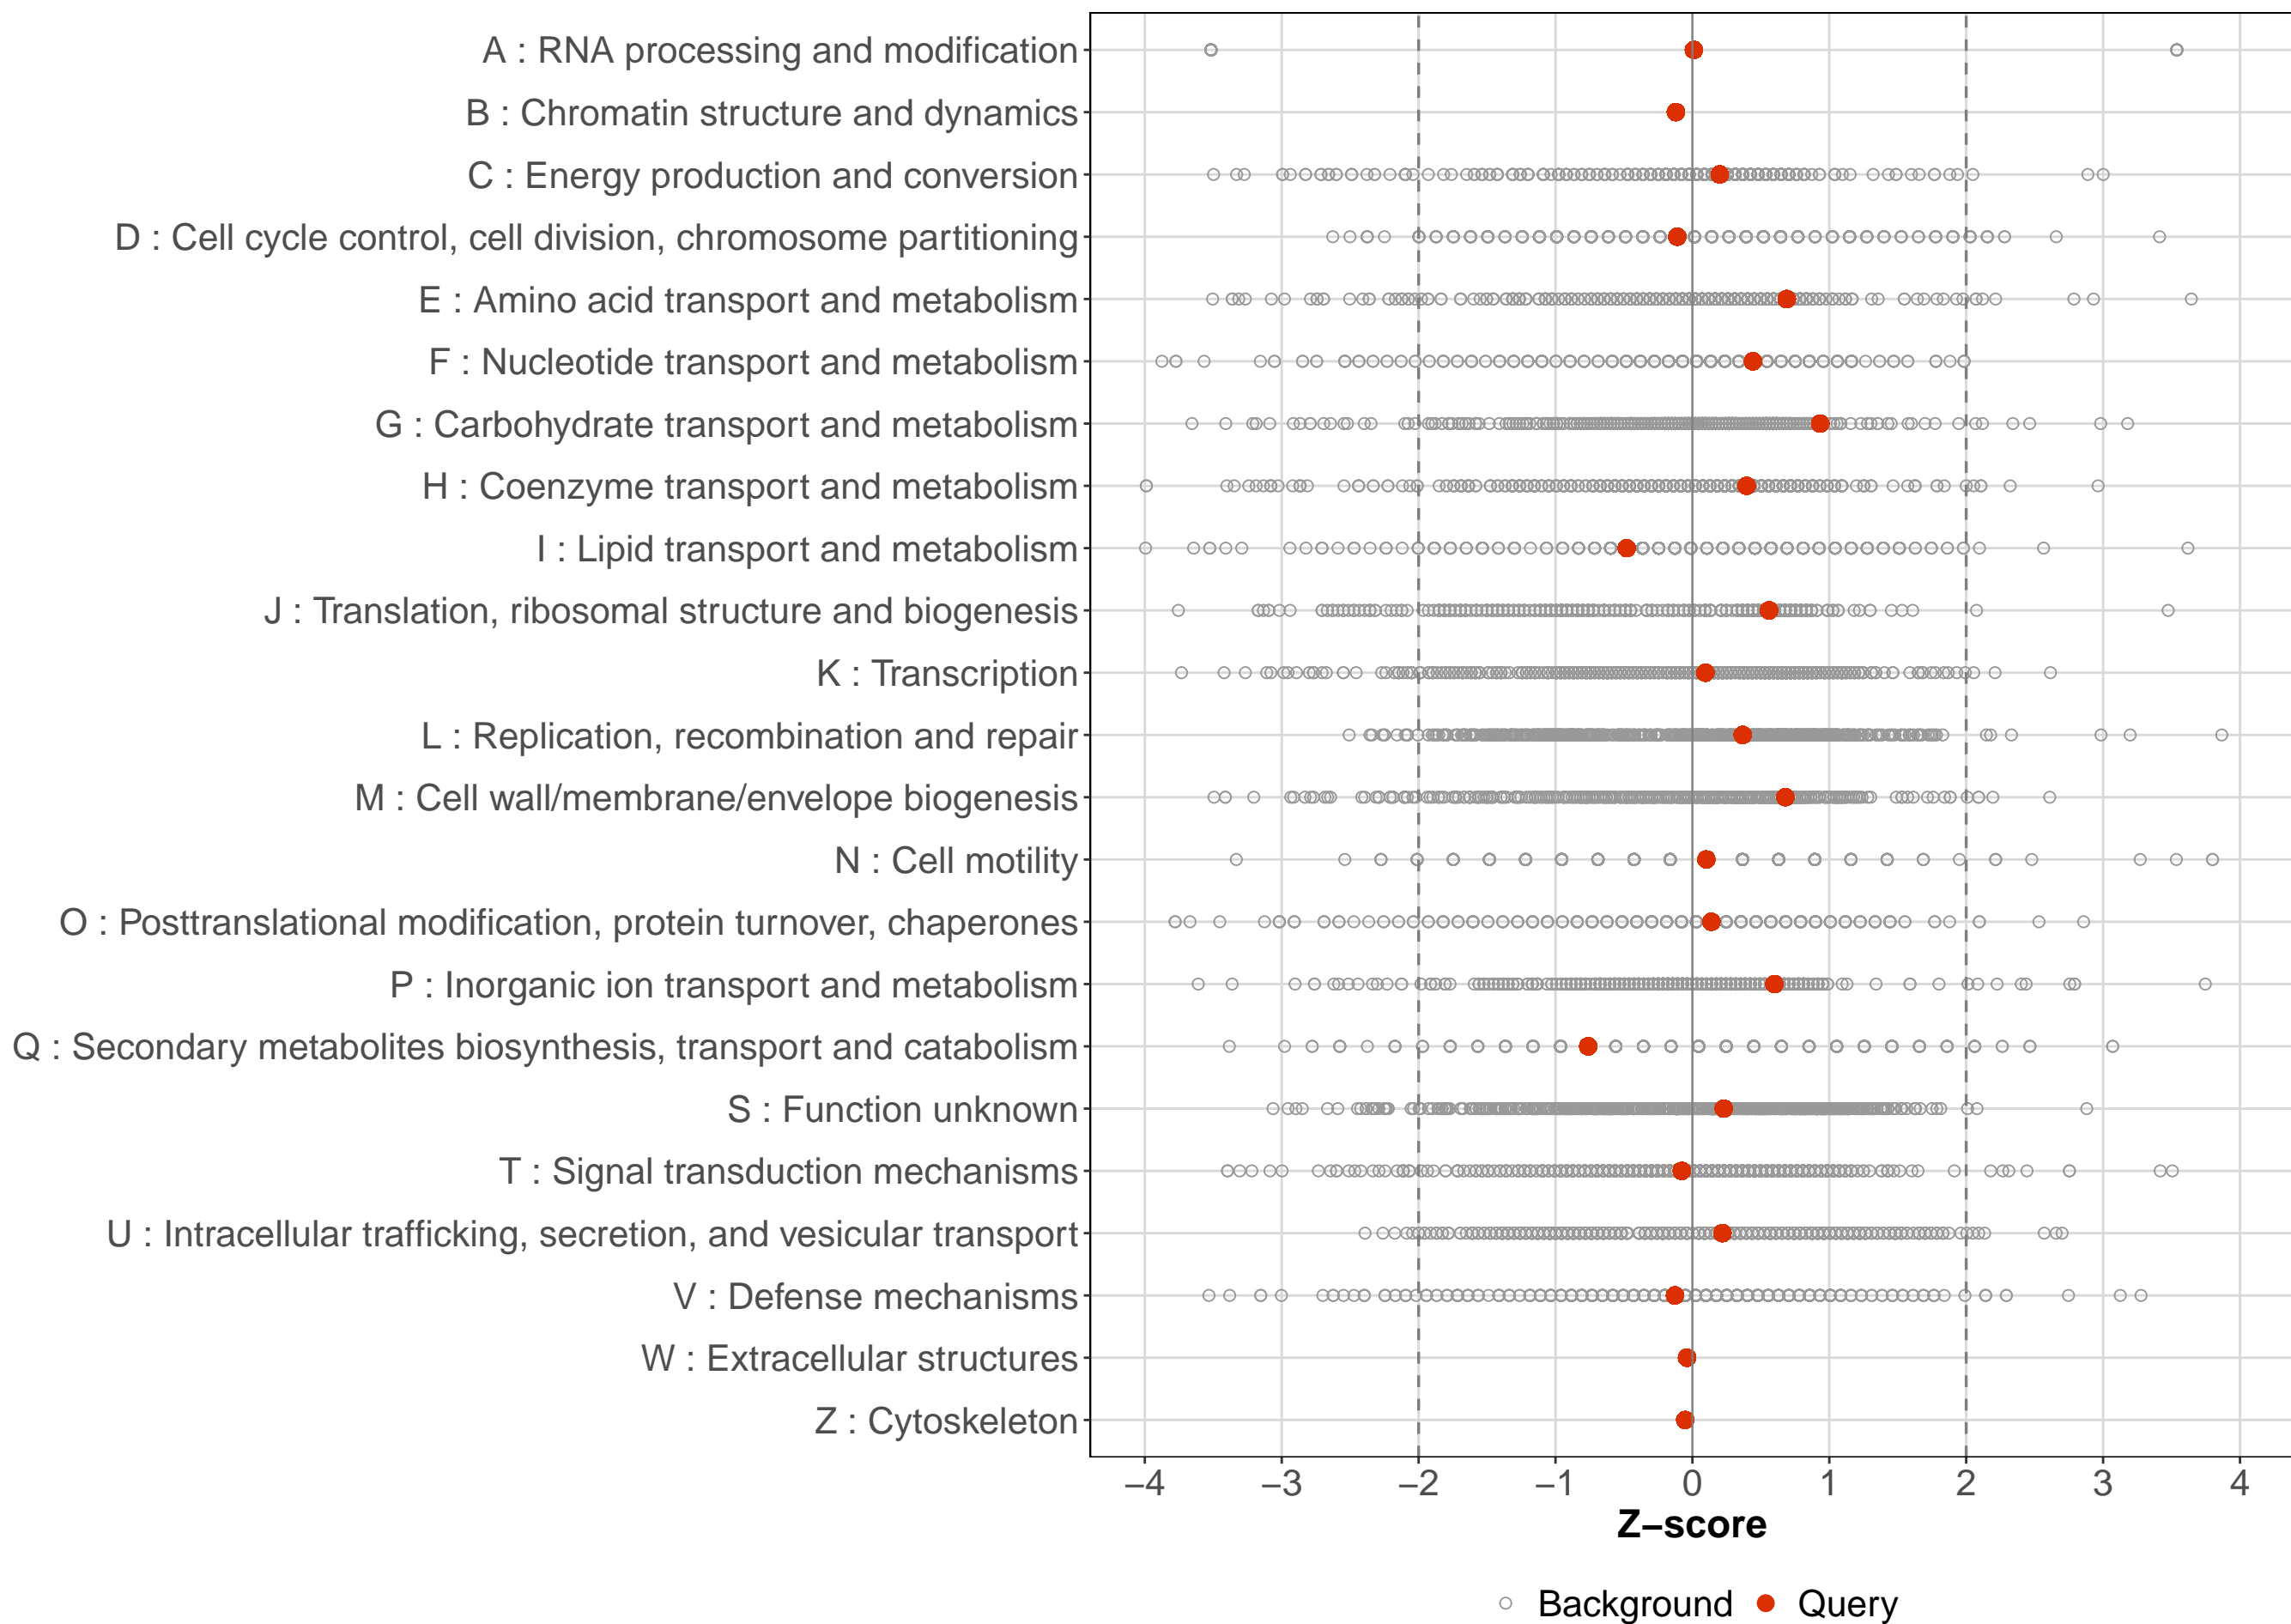 A : RNA processing and modification
B : Chromatin structure and dynamics
C : Energy production and conversion
D : Cell cycle control, cell division, chromosome partitioning
E : Amino acid transport and metabolism
F : Nucleotide transport and metabolism
G : Carbohydrate transport and metabolism
H : Coenzyme transport and metabolism
I : Lipid transport and metabolism
J : Translation, ribosomal structure and biogenesis
K : Transcription
L : Replication, recombination and repair
M : Cell wall/membrane/envelope biogenesis
N : Cell motility
O : Posttranslational modification, protein turnover, chaperones
P : Inorganic ion transport and metabolism
Q : Secondary metabolites biosynthesis, transport and catabolism
S : Function unknown
T : Signal transduction mechanisms
U : Intracellular trafficking, secretion, and vesicular transport
V : Defense mechanisms
W : Extracellular structures
Z : Cytoskeleton
−4 −3 −2 −1 0 1 2 3 4
Z−score
Background Query